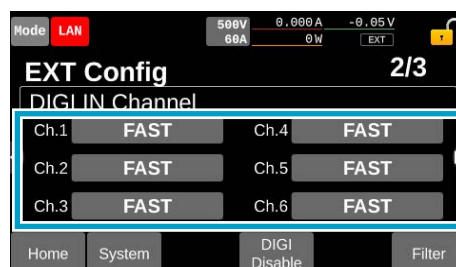 Mode LAN 500V 0.000A -0.05V
60A 0W EXT
EXT Config 2/3
DIGI IN Channel
Ch.1 FAST Ch.4 FAST
Ch.2 FAST Ch.5 FAST
Ch.3 FAST Ch.6 FAST
Home System DIGI Disable Filter